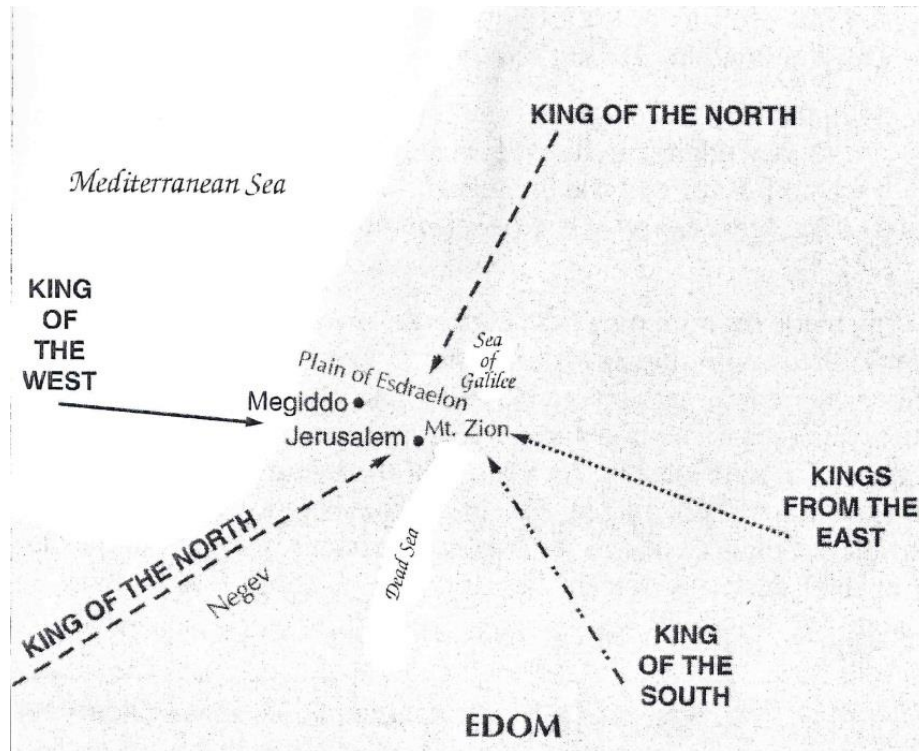 KING OF THE NORTH
Mediterranean Sea
KING
OF
THE
WEST
Sea
of
Galilee
Plain of Esdraelon
Megiddo
Mt. Zion
Jerusalem
KINGS
FROM THE
EAST
KING OF THE NORTH
Negev
Dead Sea
KING
OF THE
SOUTH
EDOM